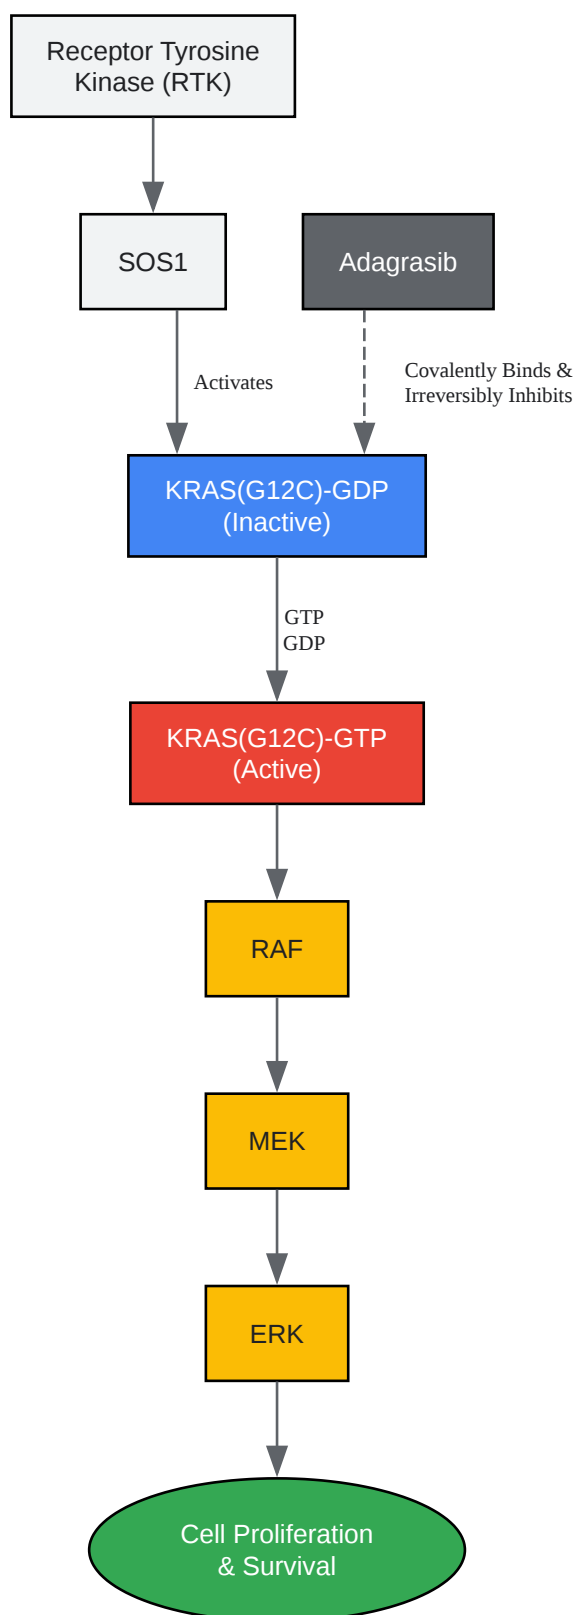 Receptor Tyrosine
Kinase (RTK)
SOS1
Adagrasib
Activates
Covalently Binds &
Irreversibly Inhibits
KRAS(G12C)-GDP
(Inactive)
GTP
GDP
KRAS(G12C)-GTP
(Active)
RAF
MEK
ERK
Cell Proliferation
& Survival